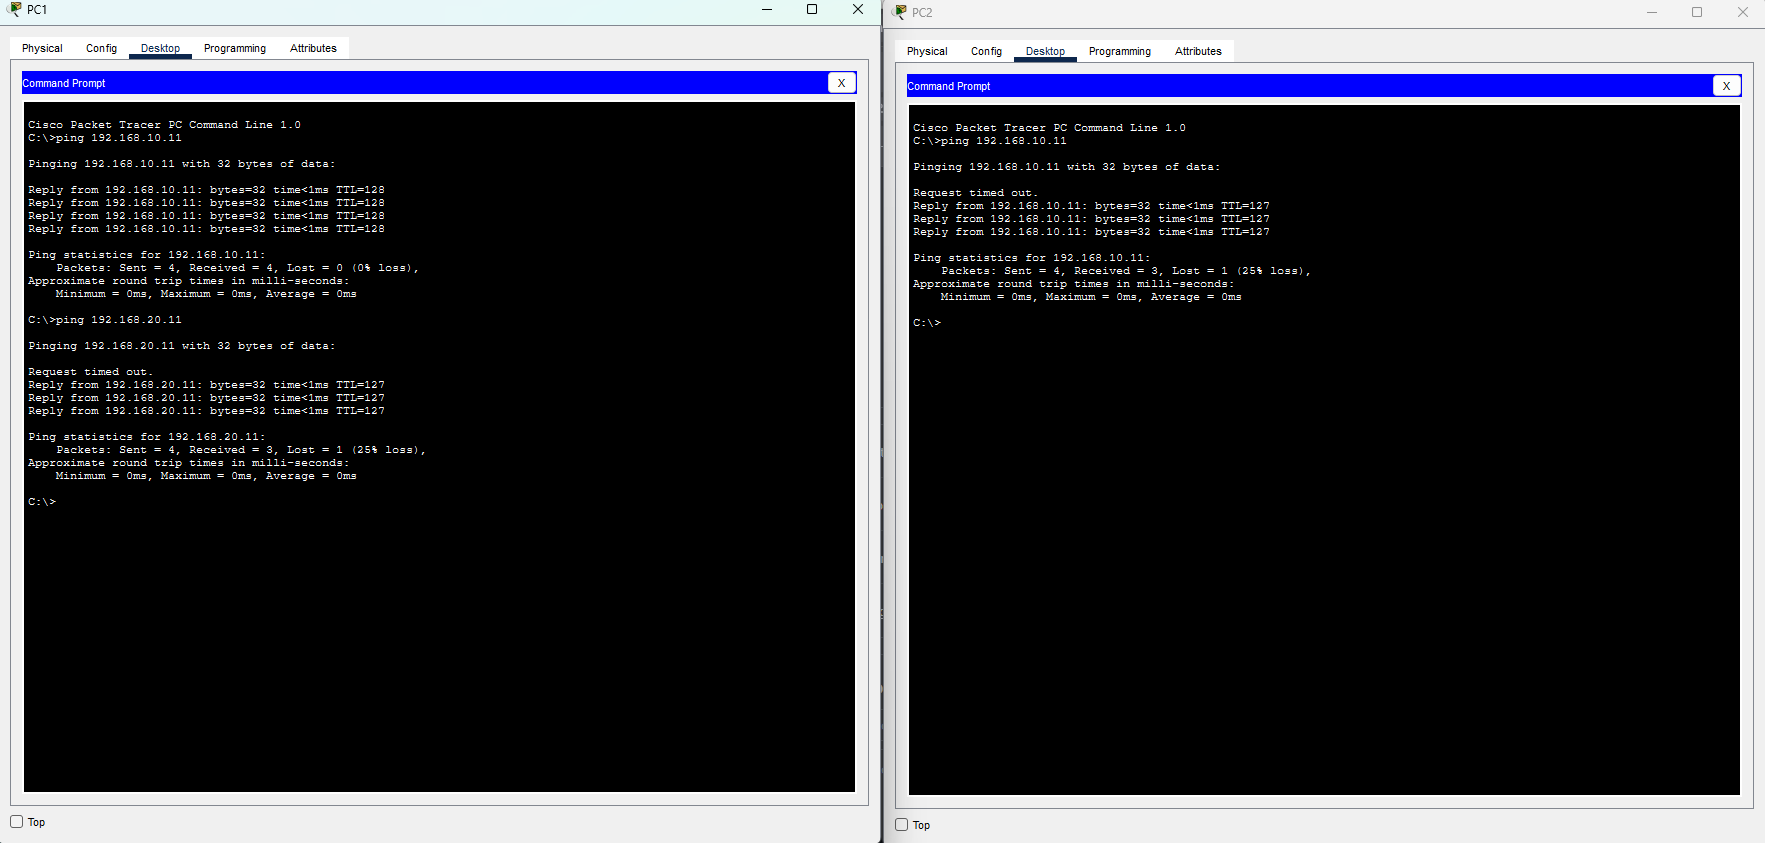 PC1
Physical Config Desktop Programming Attributes
Command Prompt X
Cisco Packet Tracer PC Command Line 1.0
C:\>ping 192.168.10.11
Pinging 192.168.10.11 with 32 bytes of data:
Reply from 192.168.10.11: bytes=32 time<1ms TTL=128
Reply from 192.168.10.11: bytes=32 time<1ms TTL=128
Reply from 192.168.10.11: bytes=32 time<1ms TTL=128
Reply from 192.168.10.11: bytes=32 time<1ms TTL=128
Ping statistics for 192.168.10.11:
Packets: Sent = 4, Received = 4, Lost = 0 (0% loss),
Approximate round trip times in milli-seconds:
Minimum = 0ms, Maximum = 0ms, Average = 0ms
C:\>ping 192.168.20.11
Pinging 192.168.20.11 with 32 bytes of data:
Request timed out.
Reply from 192.168.20.11: bytes=32 time<1ms TTL=127
Reply from 192.168.20.11: bytes=32 time<1ms TTL=127
Reply from 192.168.20.11: bytes=32 time<1ms TTL=127
Ping statistics for 192.168.20.11:
Packets: Sent = 4, Received = 3, Lost = 1 (25% loss),
Approximate round trip times in milli-seconds:
Minimum = 0ms, Maximum = 0ms, Average = 0ms
C:\>
Top
PC2
Physical Config Desktop Programming Attributes
Command Prompt X
Cisco Packet Tracer PC Command Line 1.0
C:\>ping 192.168.10.11
Pinging 192.168.10.11 with 32 bytes of data:
Request timed out.
Reply from 192.168.10.11: bytes=32 time<1ms TTL=127
Reply from 192.168.10.11: bytes=32 time<1ms TTL=127
Reply from 192.168.10.11: bytes=32 time<1ms TTL=127
Ping statistics for 192.168.10.11:
Packets: Sent = 4, Received = 3, Lost = 1 (25% loss),
Approximate round trip times in milli-seconds:
Minimum = 0ms, Maximum = 0ms, Average = 0ms
C:\>
Top